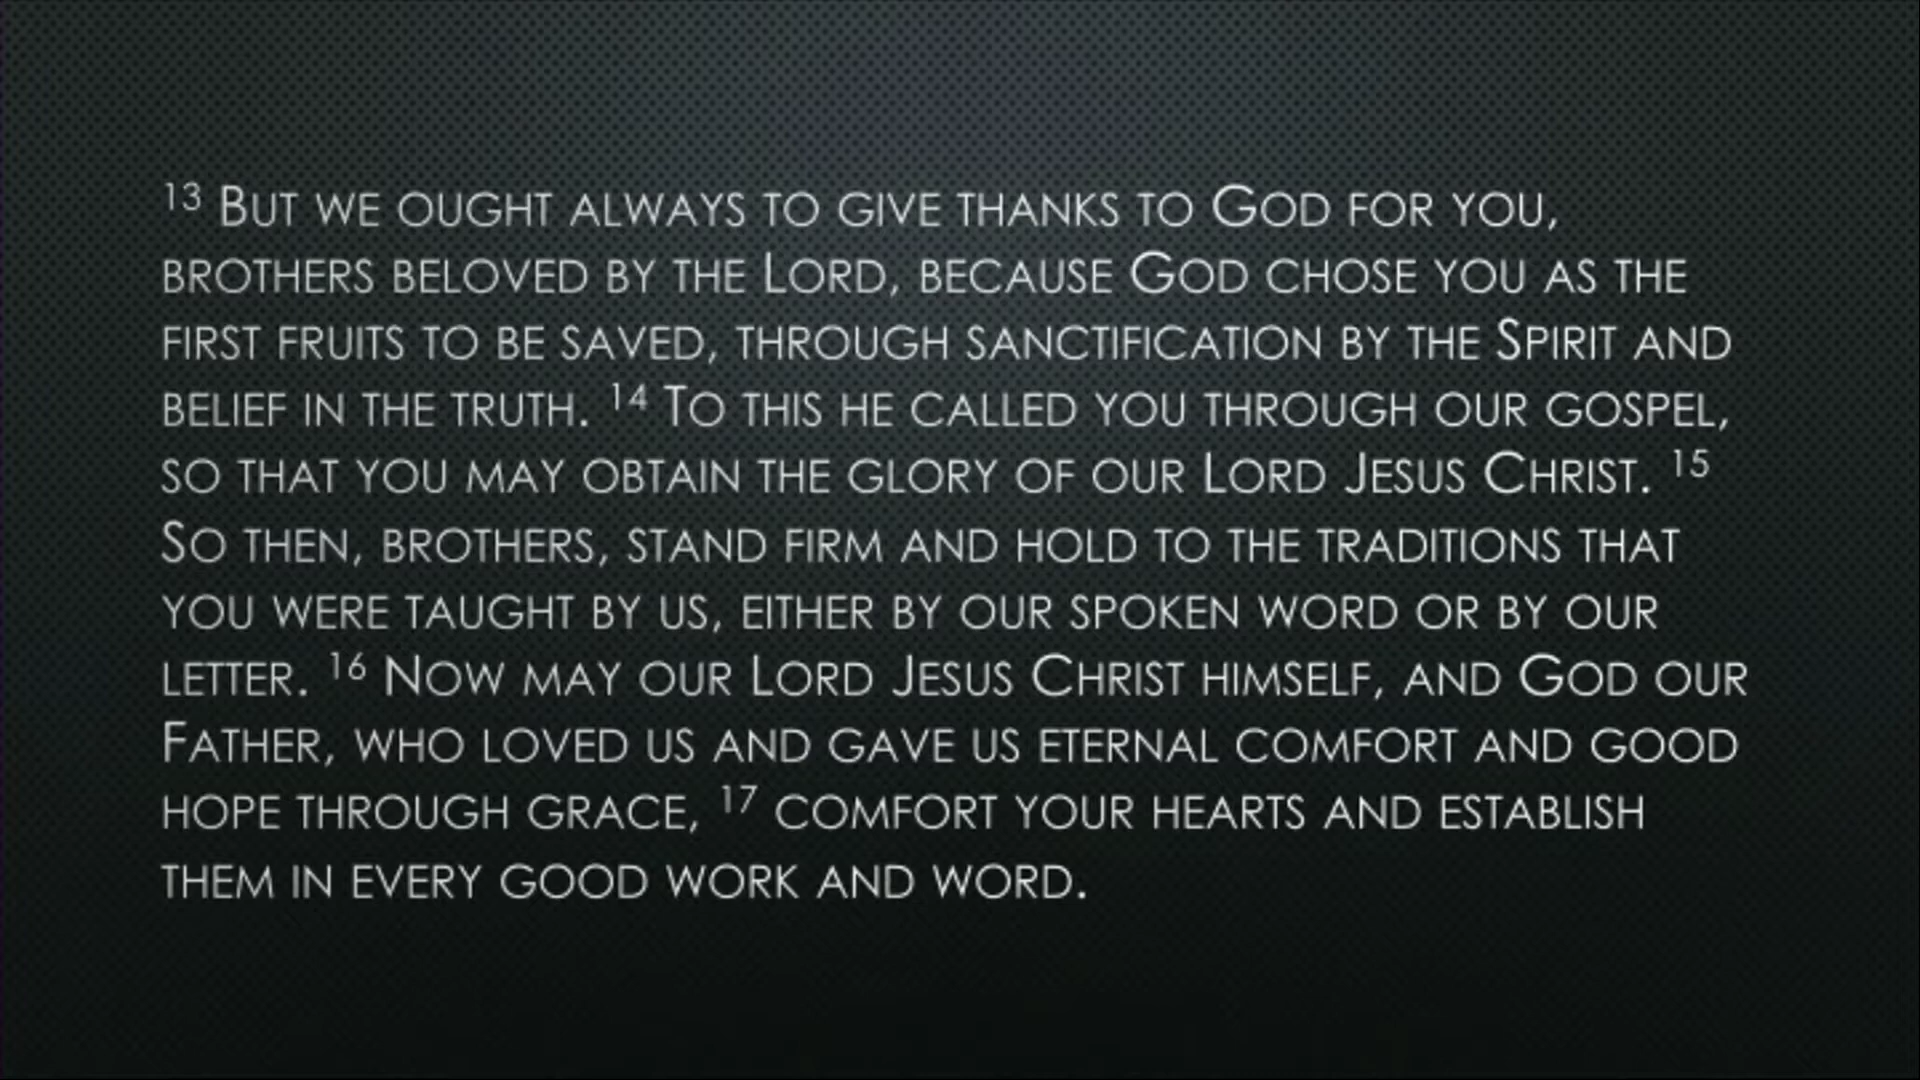 13 But we ought always to give thanks to God for you,
brothers beloved by the Lord, because God chose you as the
first fruits to be saved, through sanctification by the Spirit and
belief in the truth. 14 To this he called you through our gospel,
so that you may obtain the glory of our Lord Jesus Christ. 15
So then, brothers, stand firm and hold to the traditions that
you were taught by us, either by our spoken word or by our
letter. 16 Now may our Lord Jesus Christ himself, and God our
Father, who loved us and gave us eternal comfort and good
hope through grace, 17 comfort your hearts and establish
them in every good work and word.